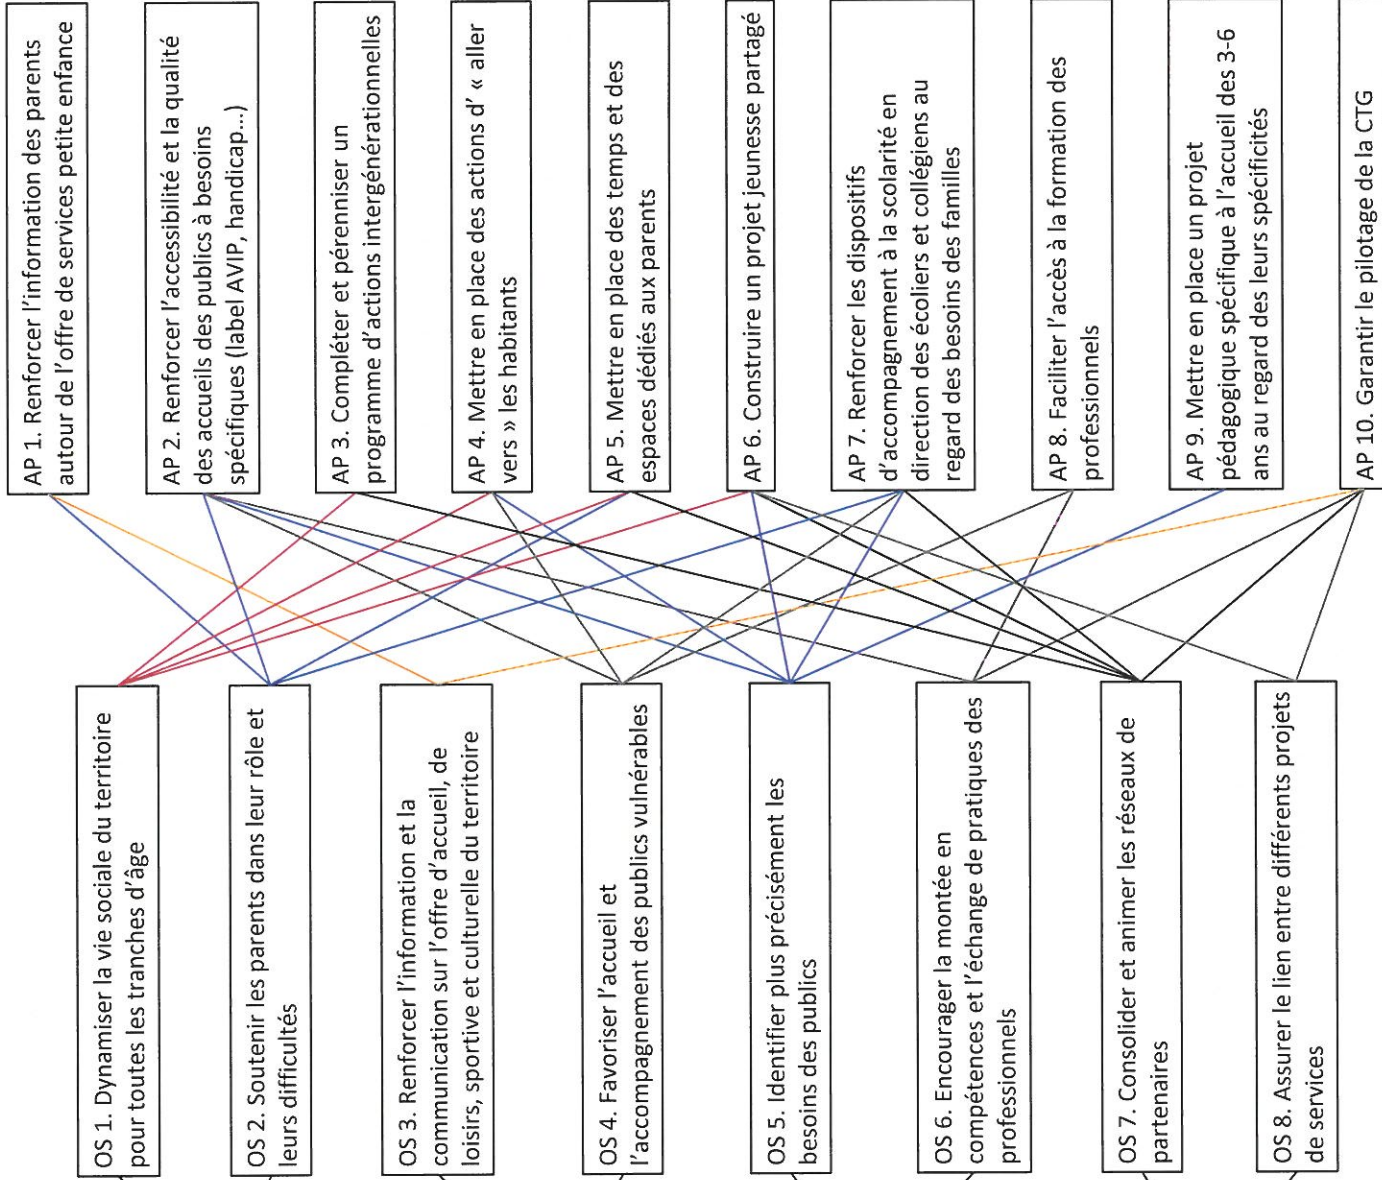 OS 1. Dynamiser la vie sociale du territoire
pour toutes les tranches d'âge
OS 2. Soutenir les parents dans leur rôle et
leurs difficultés
OS 3. Renforcer l'information et la
communication sur l'offre d'accueil, de
loisirs, sportive et culturelle du territoire
OS 4. Favoriser l'accueil et
l'accompagnement des publics vulnérables
OS 5. Identifier plus précisément les
besoins des publics
OS 6. Encourager la montée en
compétences et l'échange de pratiques des
professionnels
OS 7. Consolider et animer les réseaux de
partenaires
OS 8. Assurer le lien entre différents projets
de services
AP 1. Renforcer l'information des parents
autour de l'offre de services petite enfance
AP 2. Renforcer l'accessibilité et la qualité
des accueils des publics à besoins
spécifiques (label AVIP, handicap...)
AP 3. Compléter et pérenniser un
programme d'actions intergénérationnelles
AP 4. Mettre en place des actions d' « aller
vers » les habitants
AP 5. Mettre en place des temps et des
espaces dédiés aux parents
AP 6. Construire un projet jeunesse partagé
AP 7. Renforcer les dispositifs
d'accompagnement à la scolarité en
direction des écoliers et collégiens au
regard des besoins des familles
AP 8. Faciliter l'accès à la formation des
professionnels
AP 9. Mettre en place un projet
pédagogique spécifique à l'accueil des 3-6
ans au regard des leurs spécificités
AP 10. Garantir le pilotage de la CTG